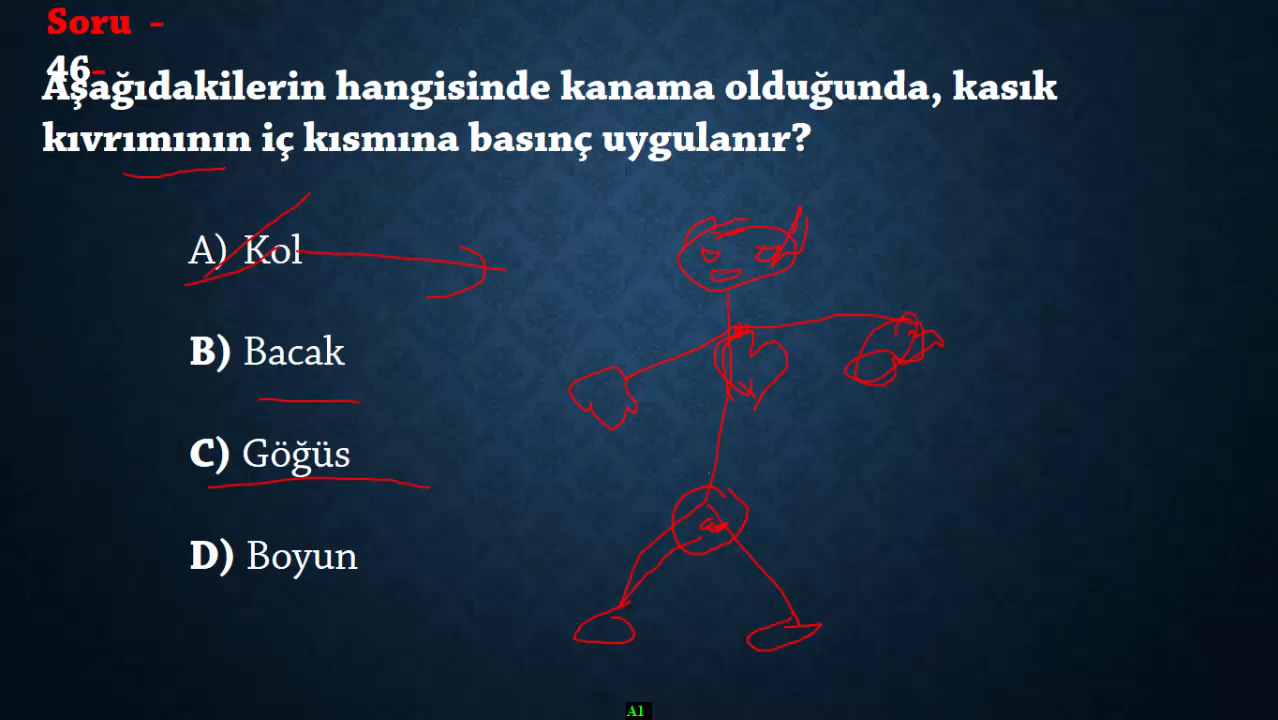 Soru -
46-
Aşağıdakilerin hangisinde kanama olduğunda, kasık
kıvrımının iç kısmına basınç uygulanır?
A) Kol
B) Bacak
C) Göğüs
D) Boyun
A1